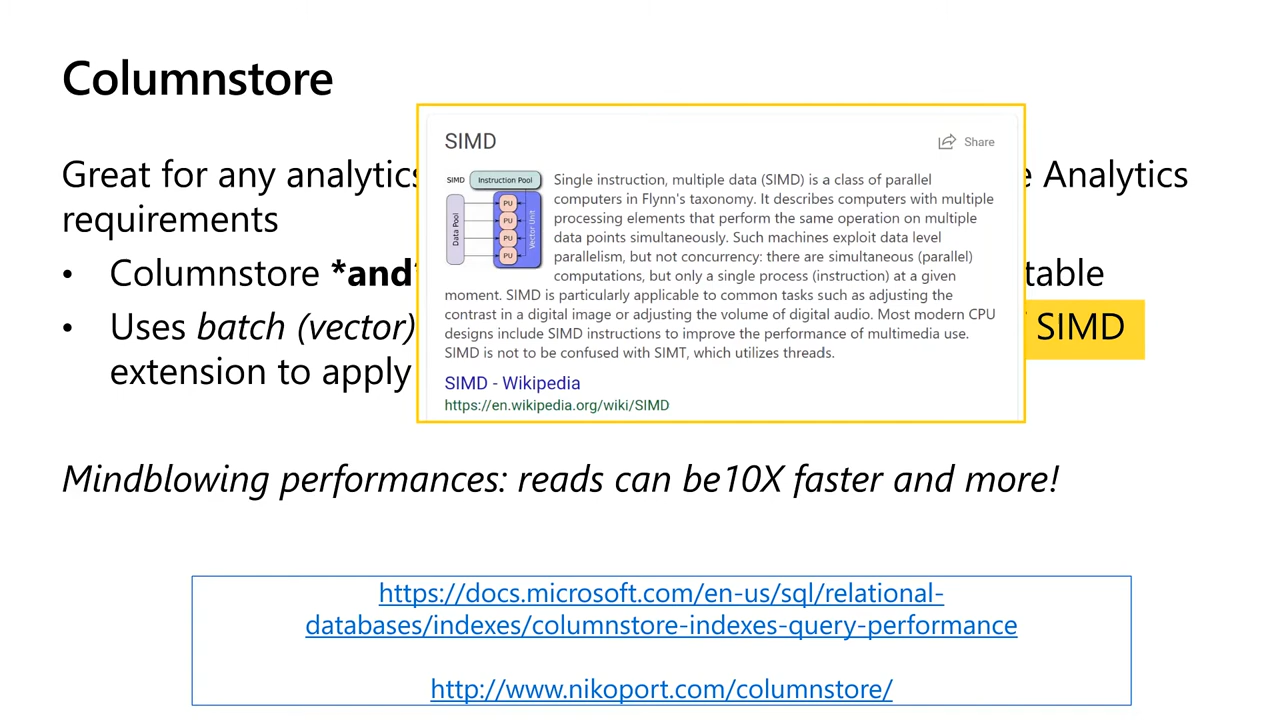 Columnstore
Great for any analytics
e Analytics
requirements
• Columnstore *and
table
• Uses batch (vector)
SIMD
extension to apply
SIMD
Share
SIMD
Instruction Pool
Data Pool
PU
PU
PU
PU
Vector Unit
Single instruction, multiple data (SIMD) is a class of parallel
computers in Flynn's taxonomy. It describes computers with multiple
processing elements that perform the same operation on multiple
data points simultaneously. Such machines exploit data level
parallelism, but not concurrency: there are simultaneous (parallel)
computations, but only a single process (instruction) at a given
moment. SIMD is particularly applicable to common tasks such as adjusting the
contrast in a digital image or adjusting the volume of digital audio. Most modern CPU
designs include SIMD instructions to improve the performance of multimedia use.
SIMD is not to be confused with SIMT, which utilizes threads.
SIMD - Wikipedia
https://en.wikipedia.org/wiki/SIMD
Mindblowing performances: reads can be10X faster and more!
https://docs.microsoft.com/en-us/sql/relational-
databases/indexes/columnstore-indexes-query-performance
http://www.nikoport.com/columnstore/